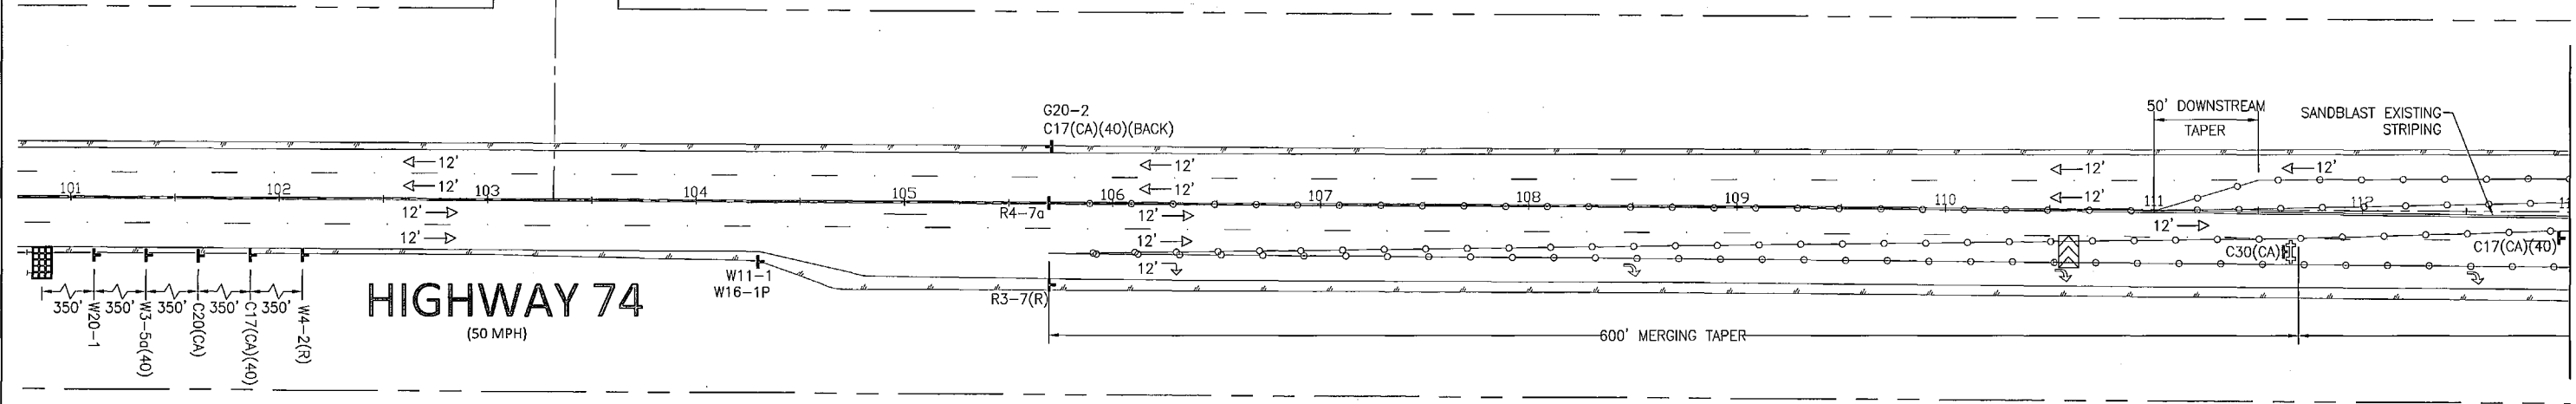 G20-2
C17(CA)(40)(BACK)
50' DOWNSTREAM
TAPER
SANDBLAST EXISTING
STRIPING
12'
12'
12'
12'
12'
12'
12'
12'
101
102
103
104
105
106
107
108
109
110
111
112
12'
12'
12'
12'
12'
R4-7a
12'
12'
C17(CA)(40)
C30(CA)
W11-1
W16-1P
R3-7(R)
350'
350'
350'
350'
350'
W20-1
W3-5a(40)
C20(CA)
C17(CA)(40)
W4-2(R)
HIGHWAY 74
(50 MPH)
600' MERGING TAPER